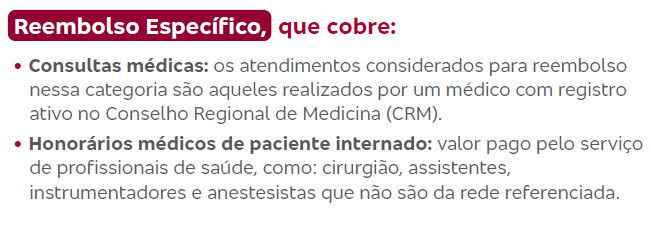 Reembolso Específico, que cobre:
• Consultas médicas: os atendimentos considerados para reembolso
nessa categoria são aqueles realizados por um médico com registro
ativo no Conselho Regional de Medicina (CRM).
• Honorários médicos de paciente internado: valor pago pelo serviço
de profissionais de saúde, como: cirurgião, assistentes,
instrumentadores e anestesistas que não são da rede referenciada.